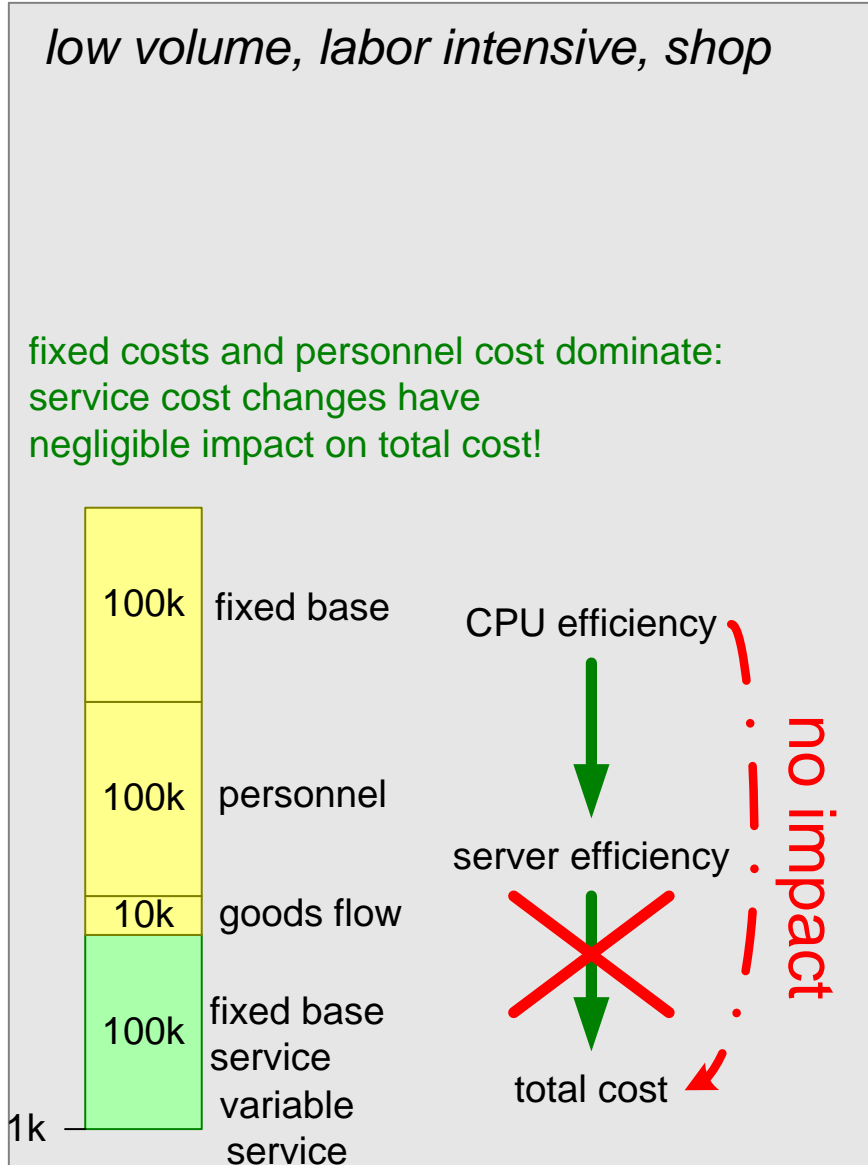 low volume, labor intensive, shop
fixed costs and personnel cost dominate:
service cost changes have
negligible impact on total cost!
100k
fixed base
100k
personnel
10k
goods flow
100k
fixed base
service
1k
variable
service
CPU efficiency
server efficiency
total cost
no impact